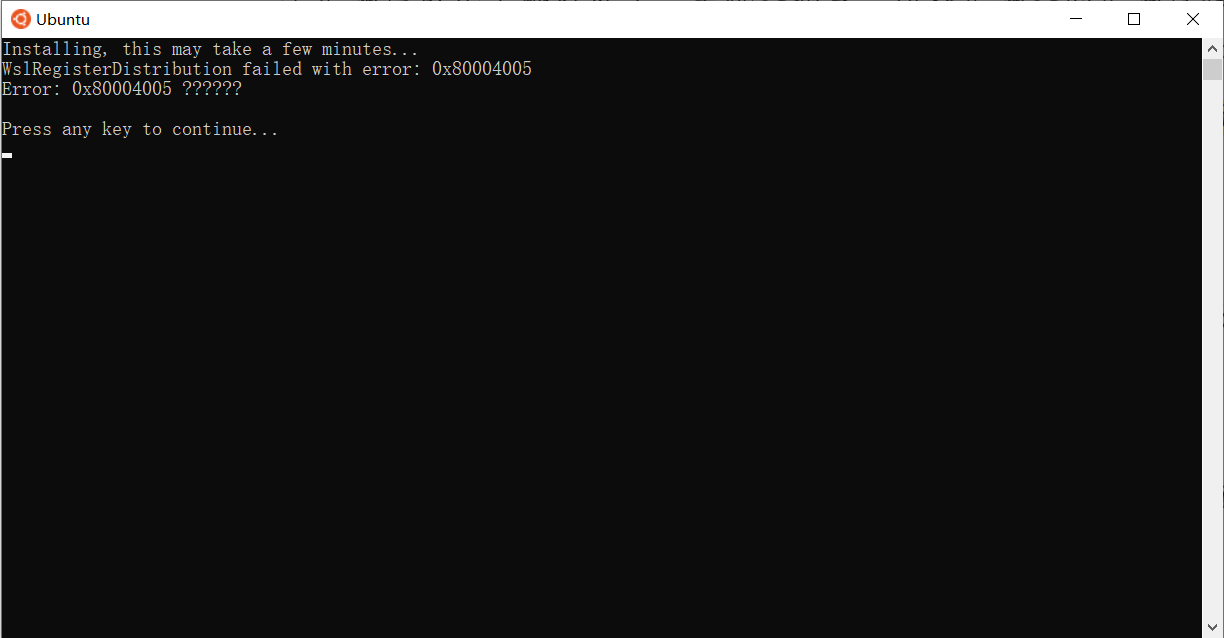 Ubuntu
Installing, this may take a few minutes...
WslRegisterDistribution failed with error: 0x80004005
Error: 0x80004005 ??????
Press any key to continue...